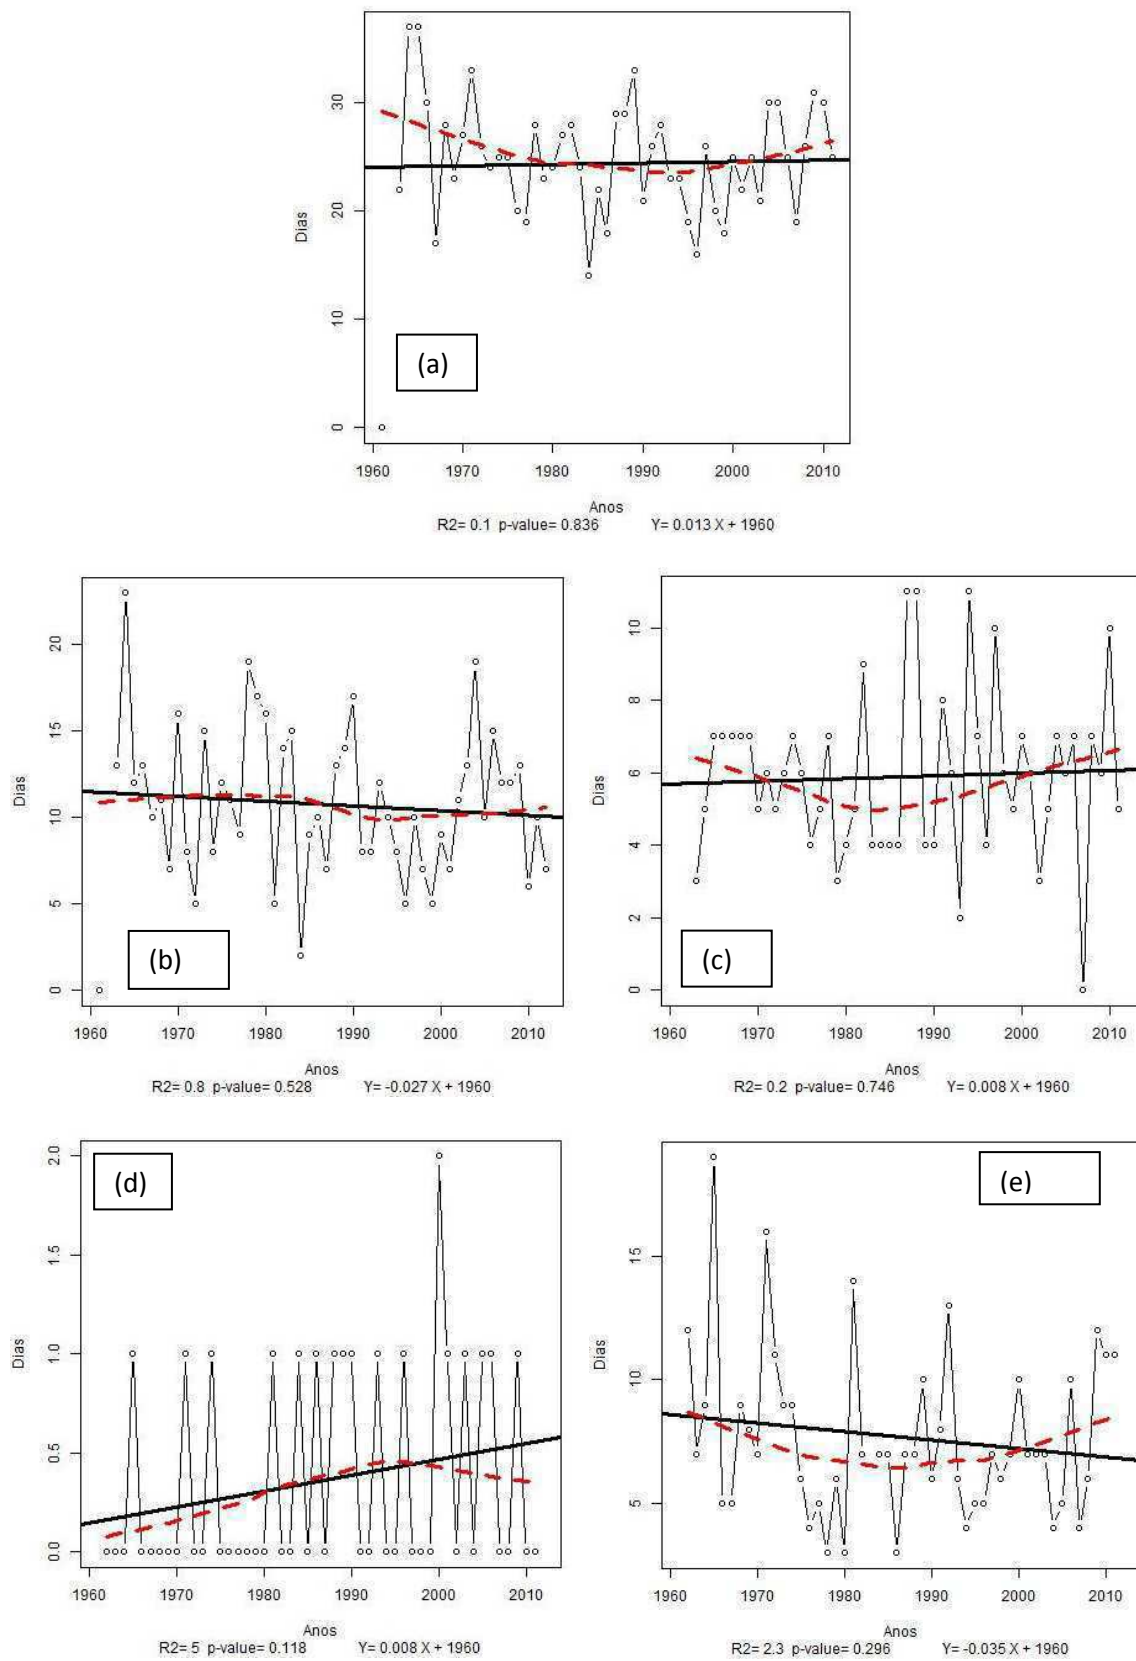 30
20
10
0
Dias
(a)
1960 1970 1980 1990 2000 2010
Anos
R2= 0.1 p-value= 0.836 Y= 0.013 X + 1960
20
15
10
5
0
Dias
(b)
1960 1970 1980 1990 2000 2010
Anos
R2= 0.8 p-value= 0.528 Y= -0.027 X + 1960
10
8
6
4
2
0
Dias
(c)
1960 1970 1980 1990 2000 2010
Anos
R2= 0.2 p-value= 0.746 Y= 0.008 X + 1960
2.0
1.5
1.0
0.5
0.0
Dias
(d)
1960 1970 1980 1990 2000 2010
Anos
R2= 5 p-value= 0.118 Y= 0.008 X + 1960
15
10
5
Dias
(e)
1960 1970 1980 1990 2000 2010
Anos
R2= 2.3 p-value= 0.296 Y= -0.035 X + 1960